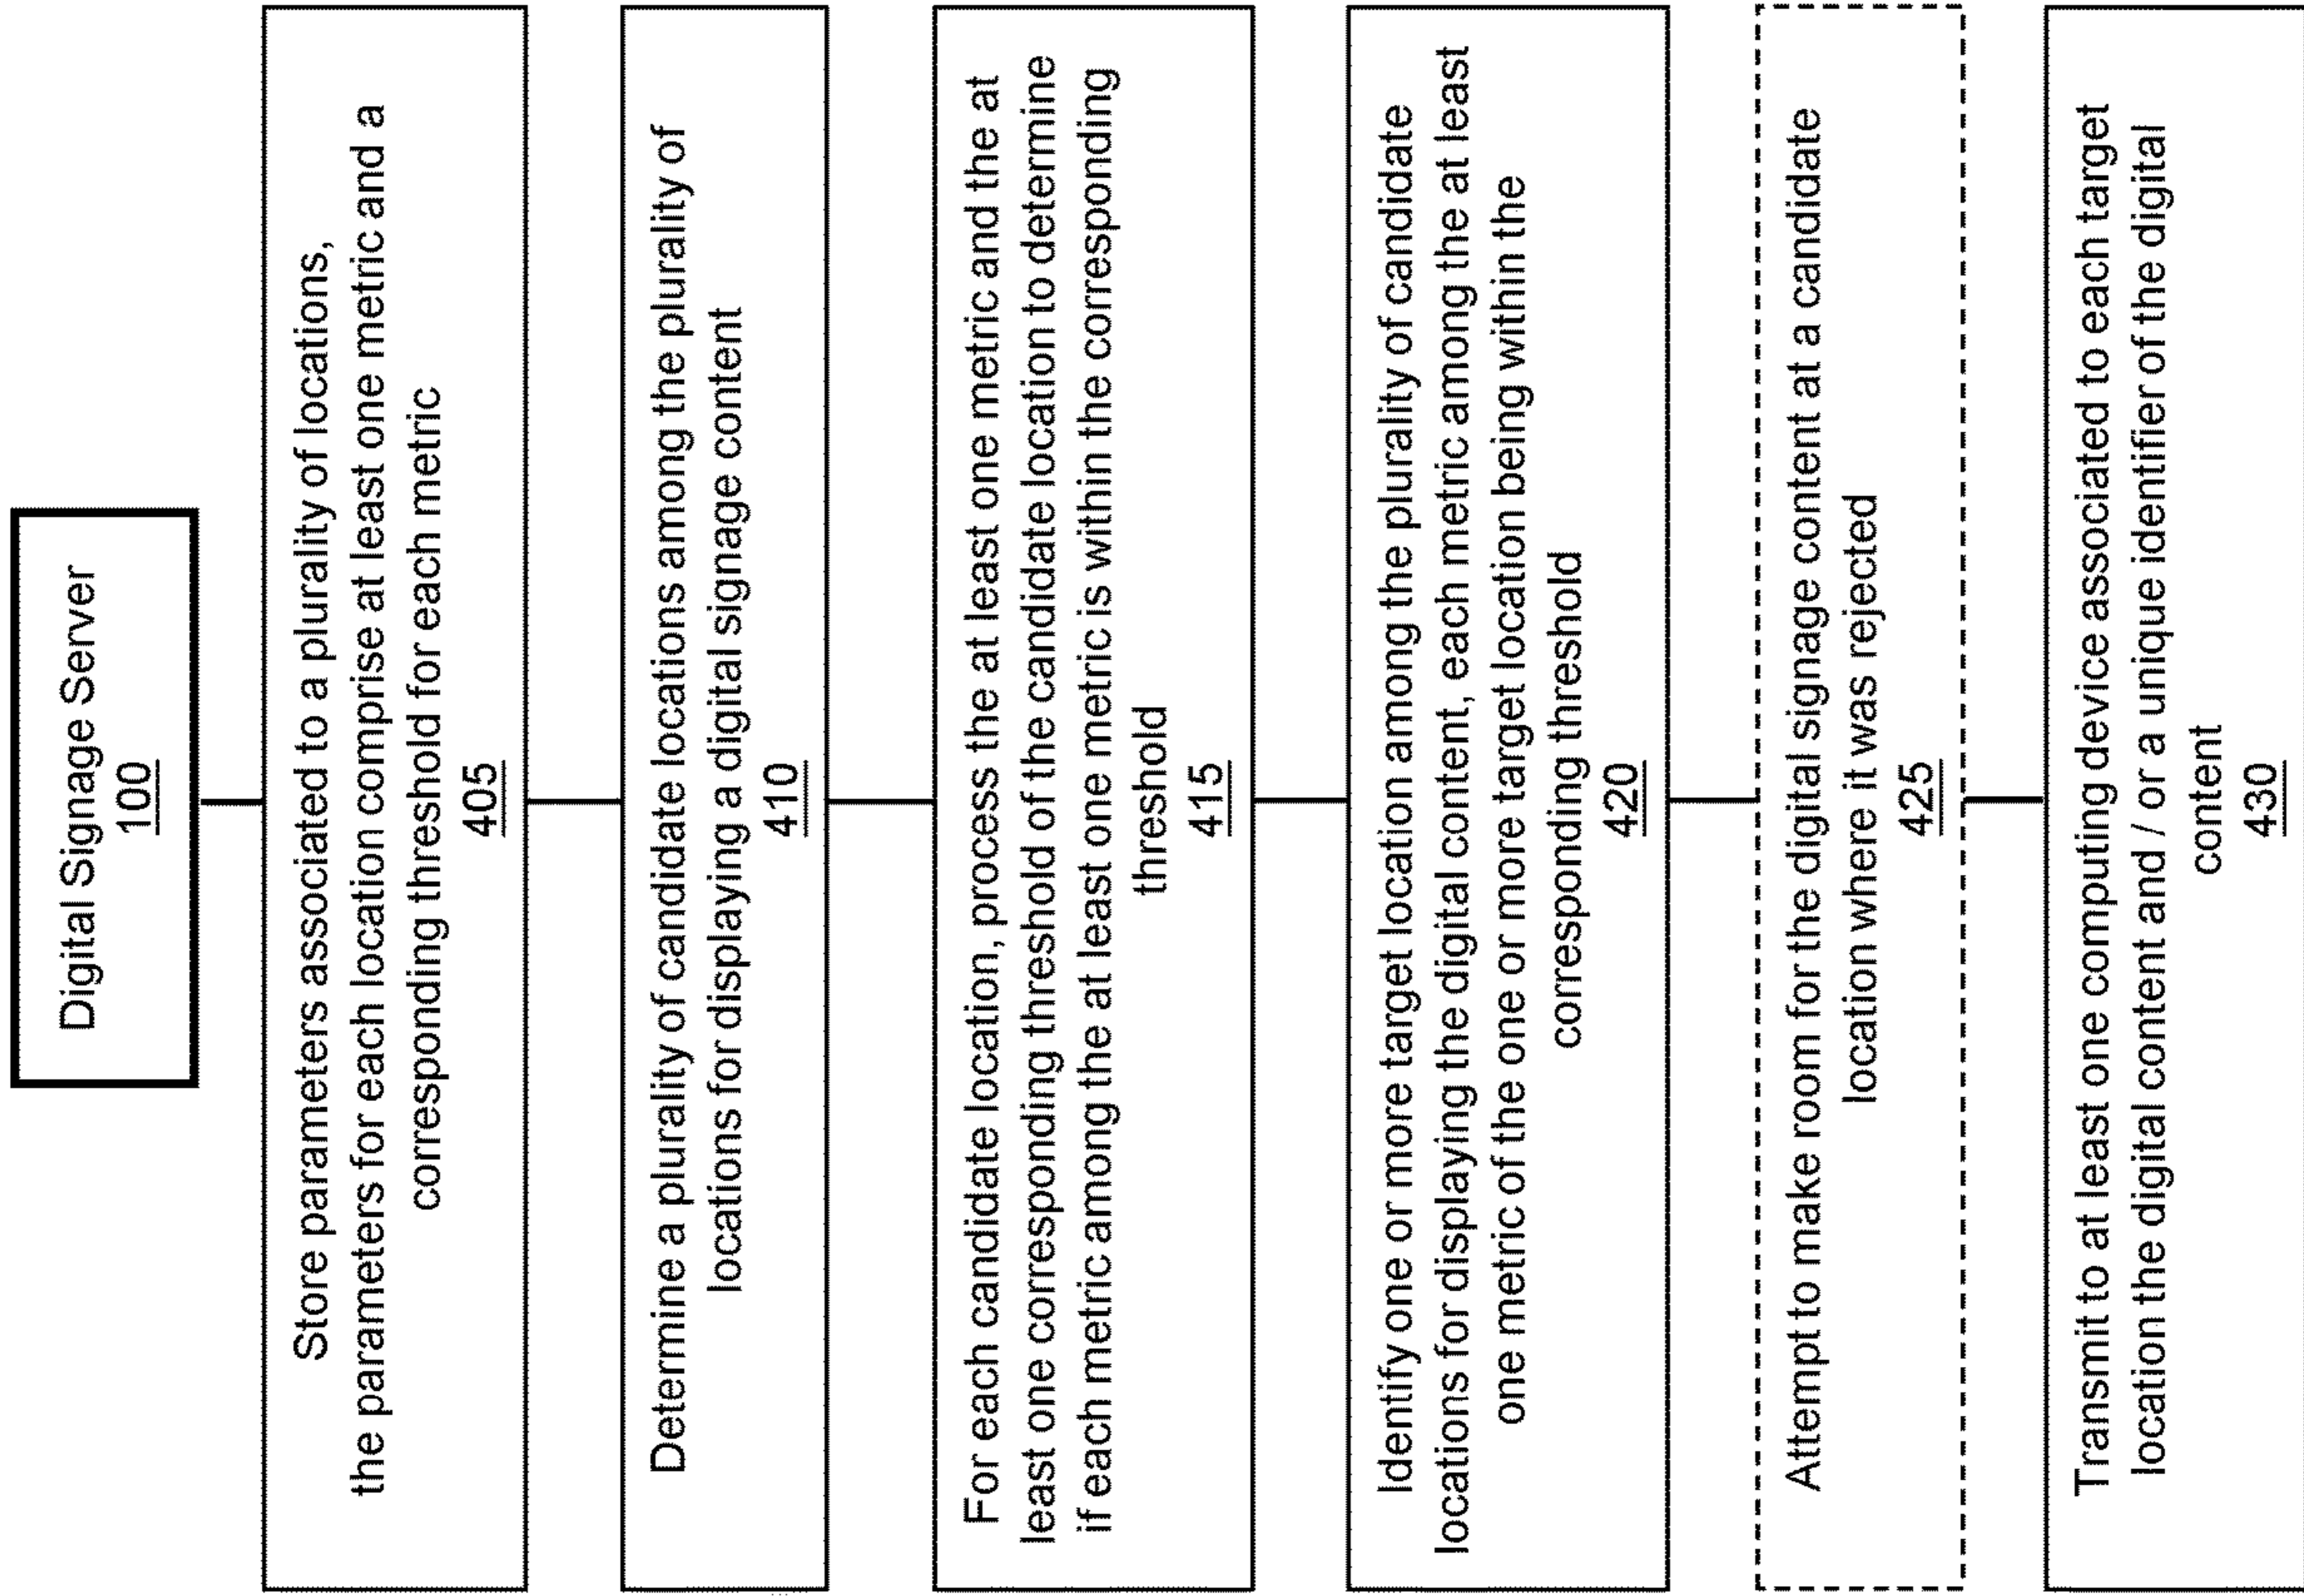 Digital Signage Server
100
Store parameters associated to a plurality of locations,
the parameters for each location comprise at least one metric and a
corresponding threshold for each metric
405
Determine a plurality of candidate locations among the plurality of
locations for displaying a digital signage content
410
For each candidate location, process the at least one metric and the at
least one corresponding threshold of the candidate location to determine
if each metric among the at least one metric is within the corresponding
threshold
415
Identify one or more target location among the plurality of candidate
locations for displaying the digital content, each metric among the at least
one metric of the one or more target location being within the
corresponding threshold
420
Attempt to make room for the digital signage content at a candidate
location where it was rejected
425
Transmit to at least one computing device associated to each target
location the digital content and / or a unique identifier of the digital
content
430